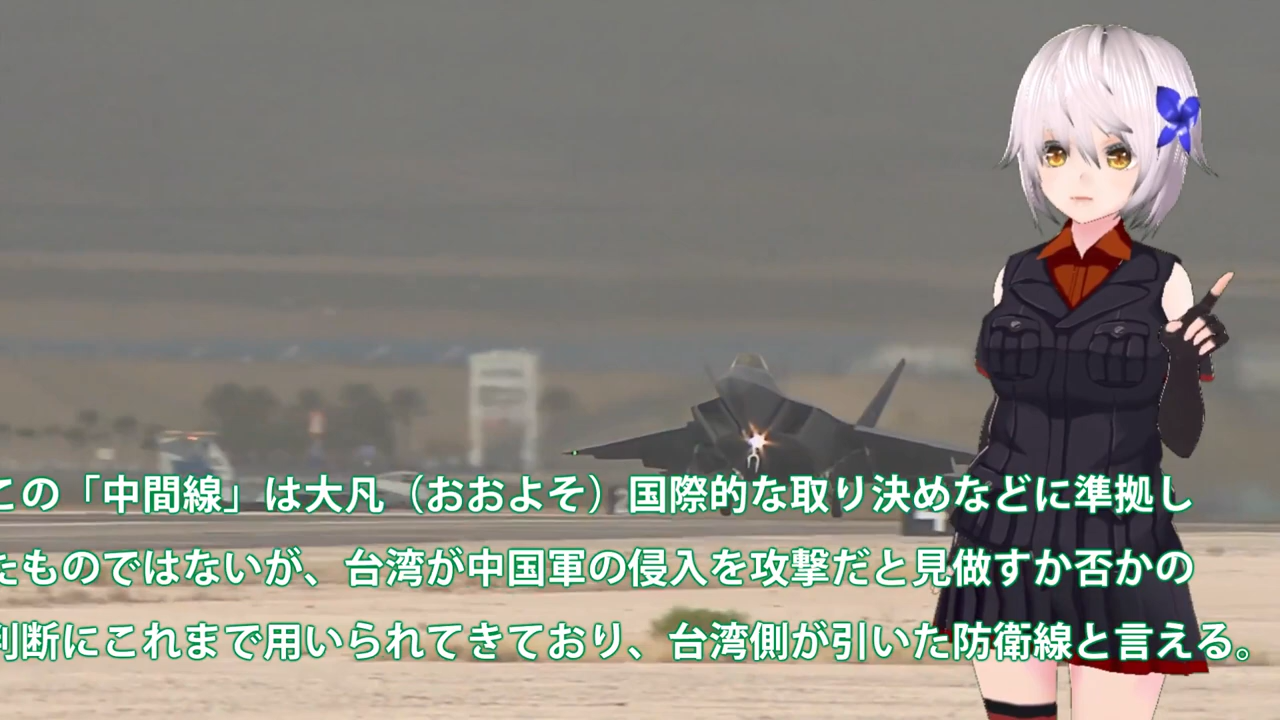 この「中間線」は大凡（おおよそ）国際的な取り決めなどに準拠し
たものではないが、台湾が中国軍の侵入を攻撃だと見做すか否かの
判断にこれまで用いられてきており、台湾側が引いた防衛線と言える。